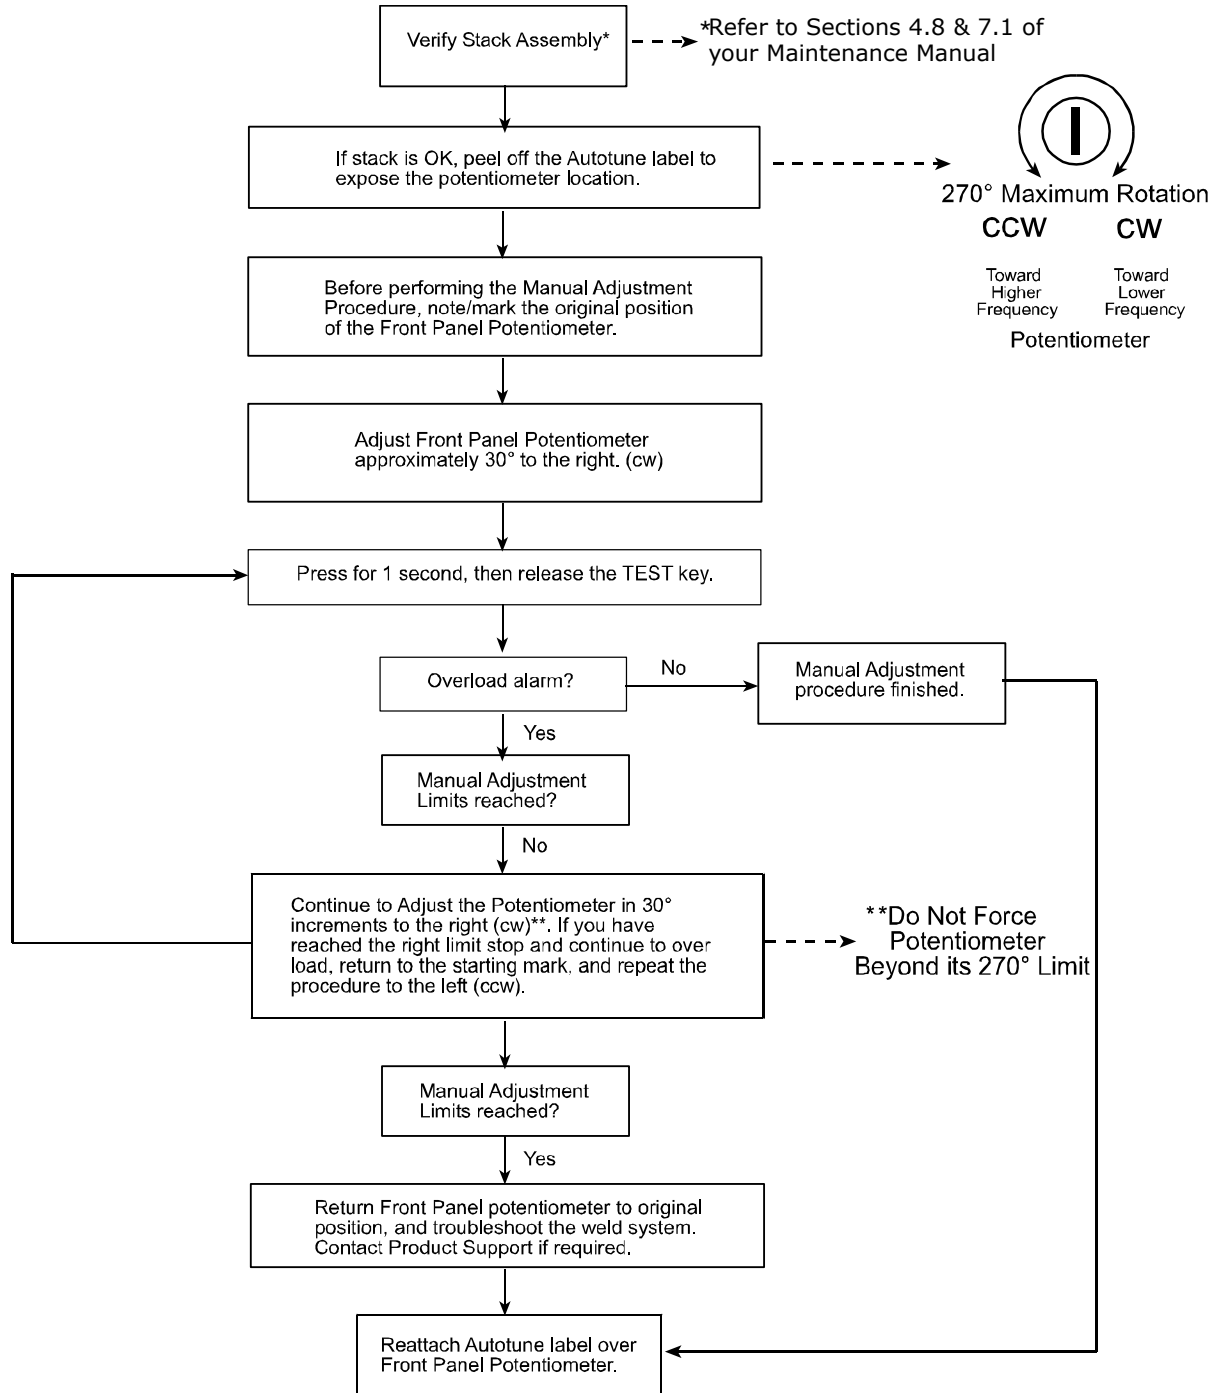 Verify Stack Assembly*
*Refer to Sections 4.8 & 7.1 of
your Maintenance Manual
If stack is OK, peel off the Autotune label to
expose the potentiometer location.
270° Maximum Rotation
CCW CW
Toward
Higher
Frequency
Toward
Lower
Frequency
Potentiometer
Before performing the Manual Adjustment
Procedure, note/mark the original position
of the Front Panel Potentiometer.
Adjust Front Panel Potentiometer
approximately 30° to the right. (cw)
Press for 1 second, then release the TEST key.
Overload alarm?
No
Manual Adjustment
procedure finished.
Yes
Manual Adjustment
Limits reached?
No
Continue to Adjust the Potentiometer in 30°
increments to the right (cw)**. If you have
reached the right limit stop and continue to over
load, return to the starting mark, and repeat the
procedure to the left (ccw).
**Do Not Force
Potentiometer
Beyond its 270° Limit
Manual Adjustment
Limits reached?
Yes
Return Front Panel potentiometer to original
position, and troubleshoot the weld system.
Contact Product Support if required.
Reattach Autotune label over
Front Panel Potentiometer.